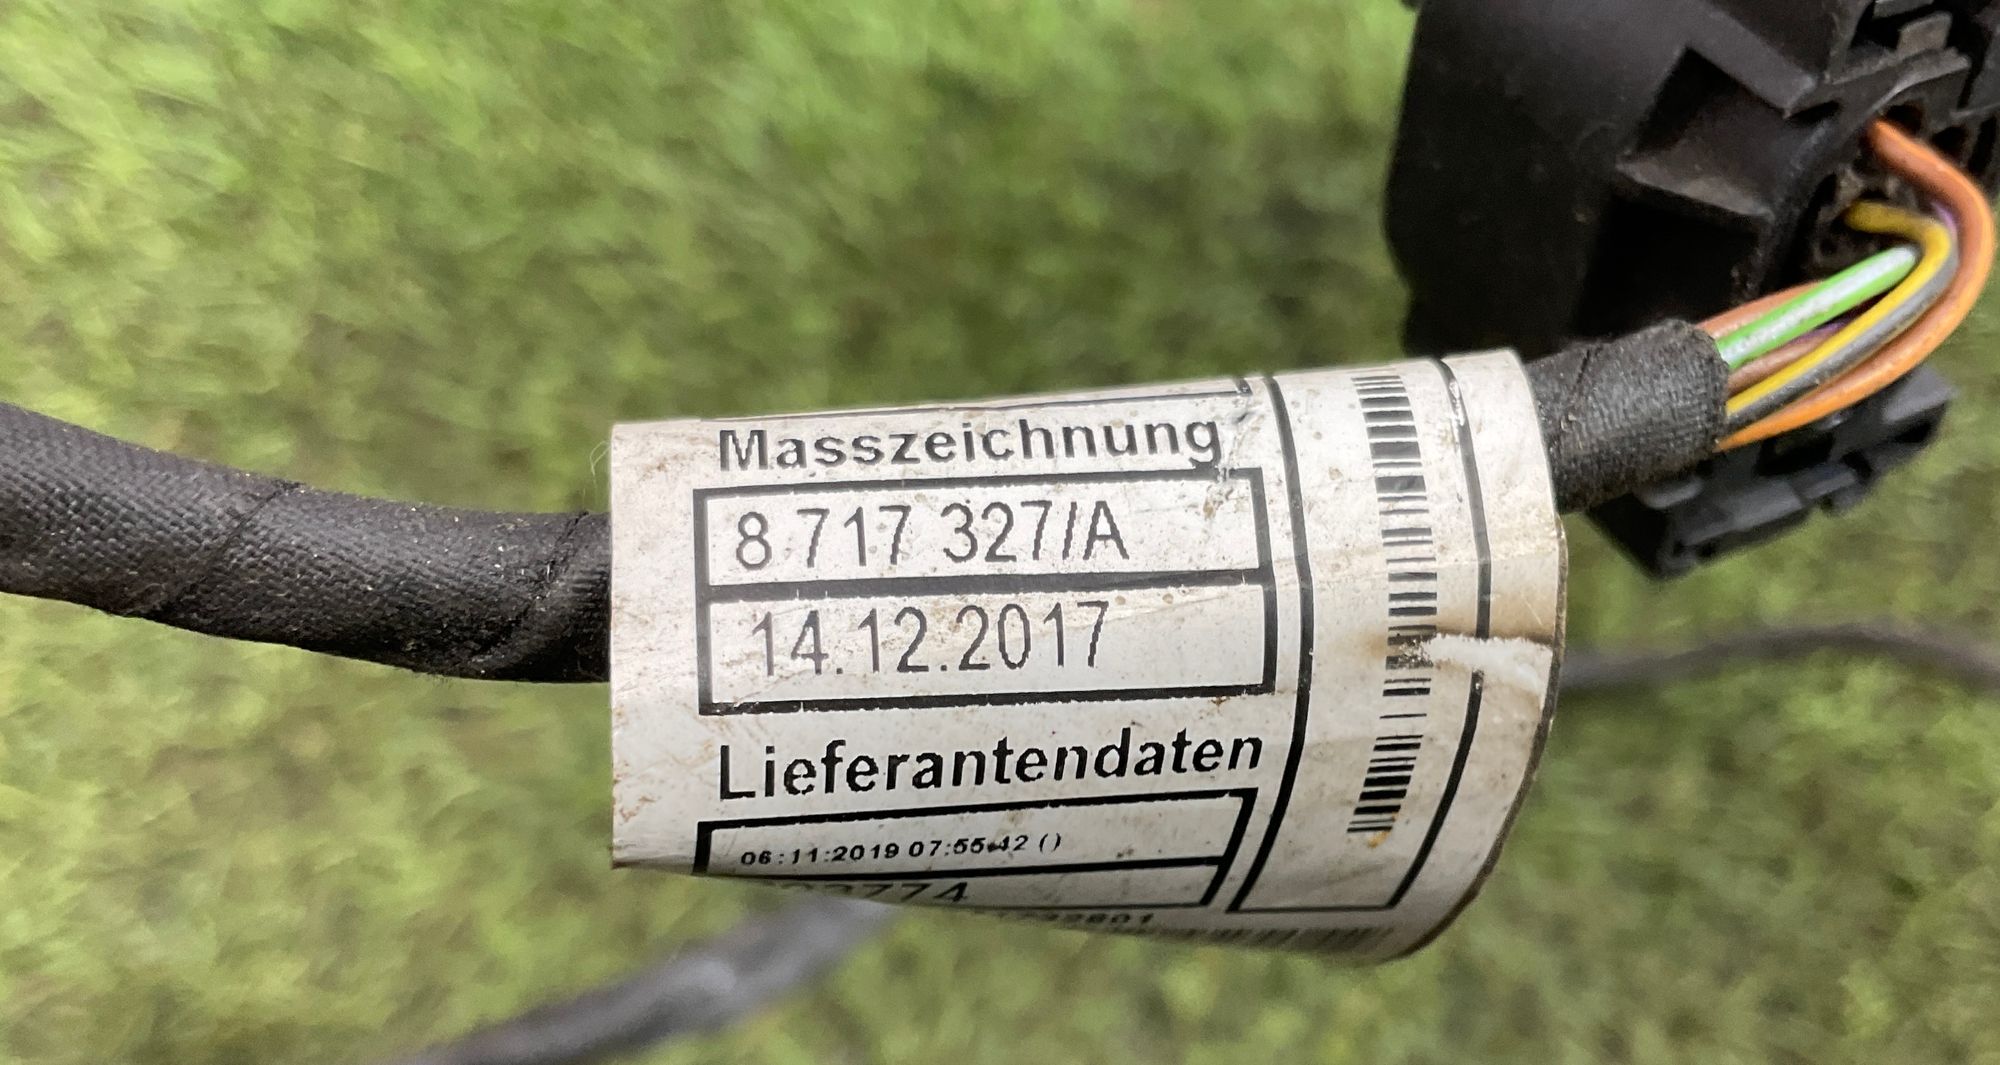 Masszeichnung
8 717 327/A
14.12.2017
Lieferantendaten
06:11:2019 07:55:42 ()